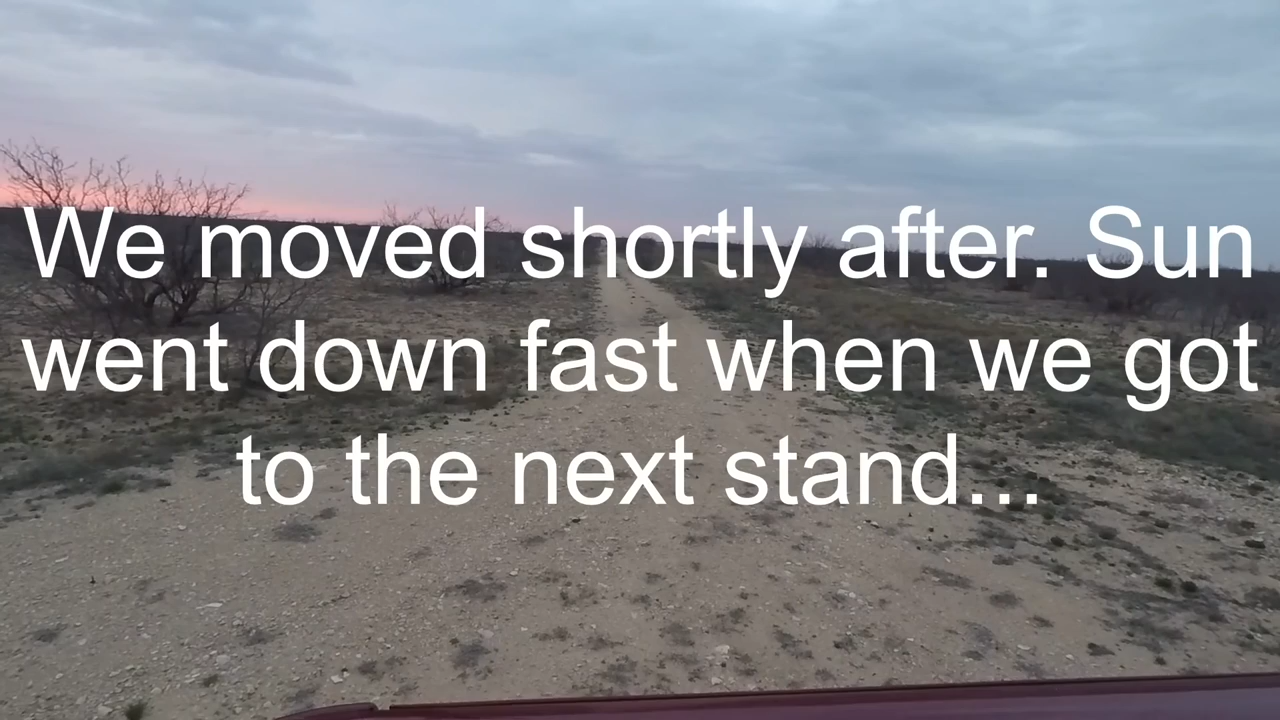 We moved shortly after. Sun
went down fast when we got
to the next stand...